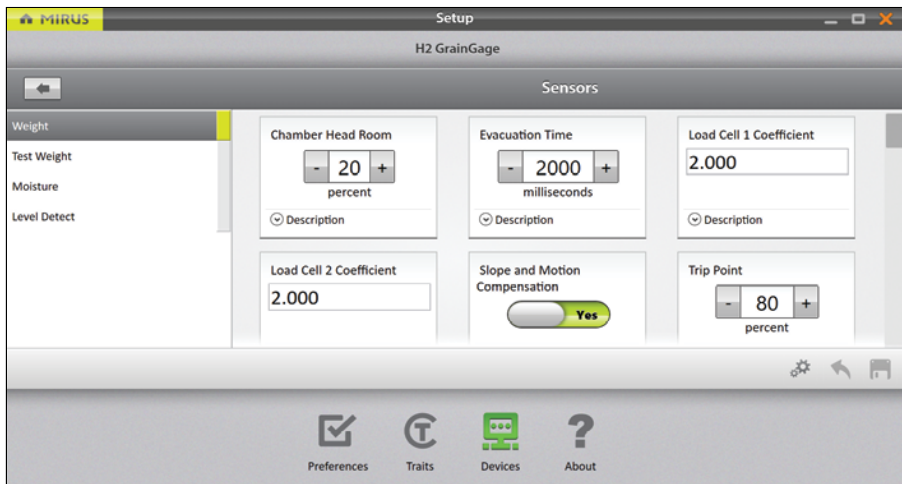 MIRUS
Setup
H2 GrainGage
Sensors
Weight
Test Weight
Moisture
Level Detect
Chamber Head Room
- 20 +
percent
Description
Evacuation Time
- 2000 +
milliseconds
Description
Load Cell 1 Coefficient
2.000
Description
Load Cell 2 Coefficient
2.000
Slope and Motion
Compensation
Yes
Trip Point
- 80 +
percent
Preferences
Traits
Devices
About